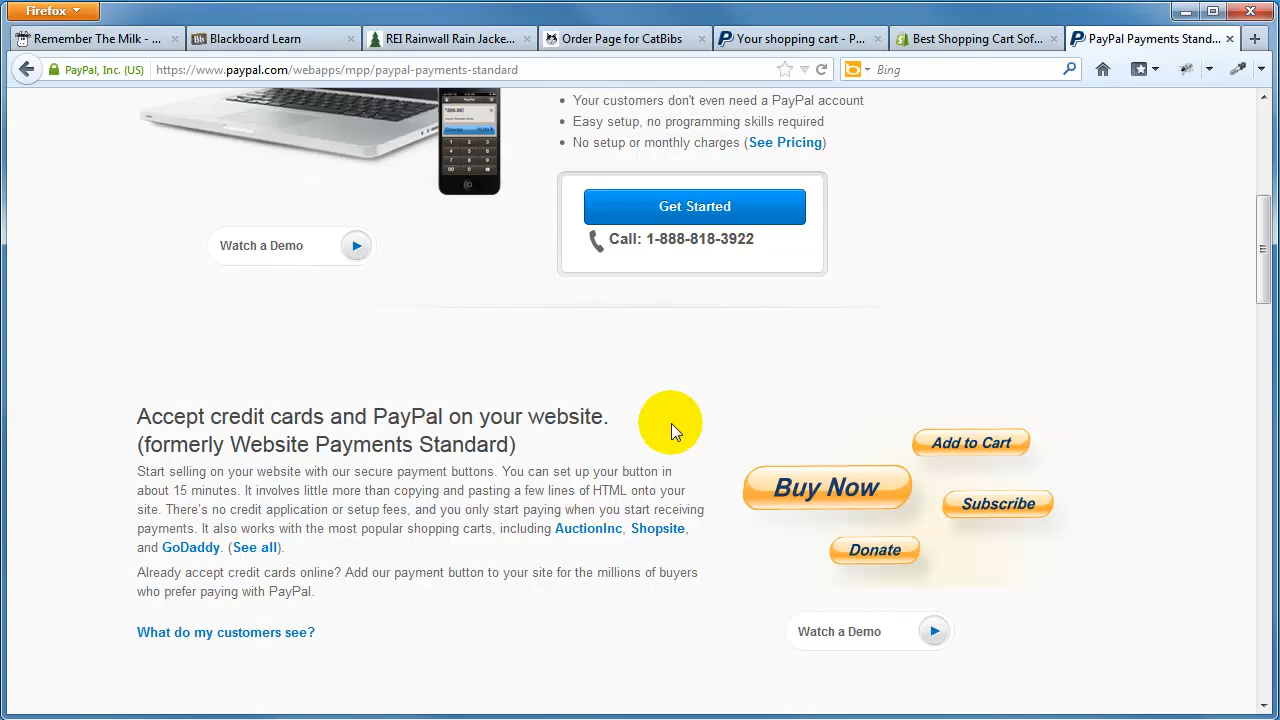 Firefox
Remember The Milk - ...
Blackboard Learn
REI Rainwall Rain Jacke...
Order Page for CatBibs
Your shopping cart - P...
Best Shopping Cart Sof...
PayPal Payments Stand...
PayPal, Inc. (US)
https://www.paypal.com/webapps/mpp/paypal-payments-standard
Bing
• Your customers don't even need a PayPal account
• Easy setup, no programming skills required
• No setup or monthly charges (See Pricing)
Get Started
Call: 1-888-818-3922
Watch a Demo
Accept credit cards and PayPal on your website.
(formerly Website Payments Standard)
Start selling on your website with our secure payment buttons. You can set up your button in
about 15 minutes. It involves little more than copying and pasting a few lines of HTML onto your
site. There's no credit application or setup fees, and you only start paying when you start receiving
payments. It also works with the most popular shopping carts, including AuctionInc, Shopsite,
and GoDaddy. (See all).
Already accept credit cards online? Add our payment button to your site for the millions of buyers
who prefer paying with PayPal.
What do my customers see?
Add to Cart
Buy Now
Subscribe
Donate
Watch a Demo